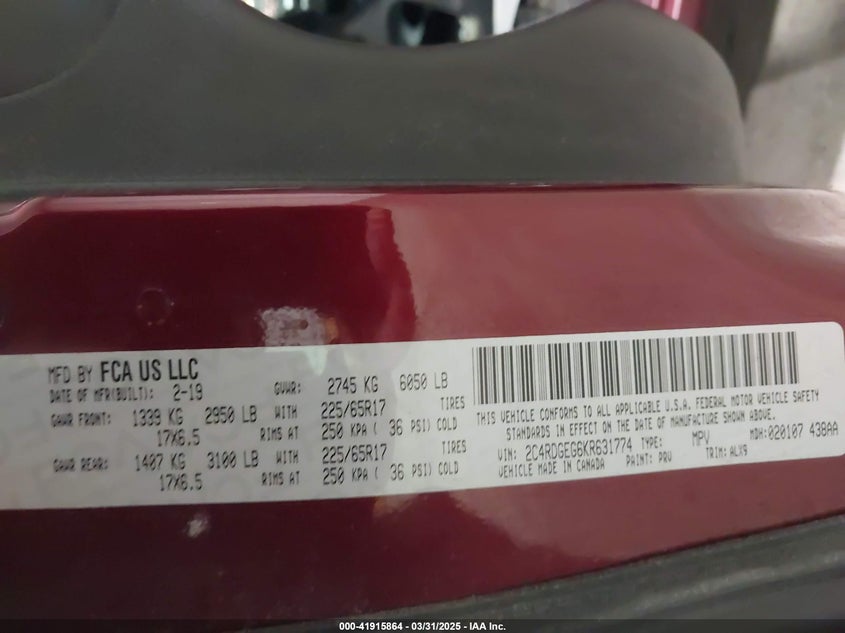 MFD BY FCA US LLC
DATE OF MFR(BUILT): 2-19 GVWR: 2745 KG 6050 LB
GAWR FRONT: 1339 KG 2950 LB WITH 225/65R17 TIRES
17X6.5 RIMS AT 250 KPA ( 36 PSI) COLD
GAWR REAR: 1407 KG 3100 LB WITH 225/65R17 TIRES
17X6.5 RIMS AT 250 KPA ( 36 PSI) COLD
THIS VEHICLE CONFORMS TO ALL APPLICABLE U.S.A. FEDERAL MOTOR VEHICLE SAFETY
STANDARDS IN EFFECT ON THE DATE OF MANUFACTURE SHOWN ABOVE.
VIN: 2C4RDGEG6KR631774 TYPE: MPV MDH: 020107 438AA
VEHICLE MADE IN CANADA PAINT: PRV TRIM: ALX9
000-41915864 - 03/31/2025 - IAA Inc.